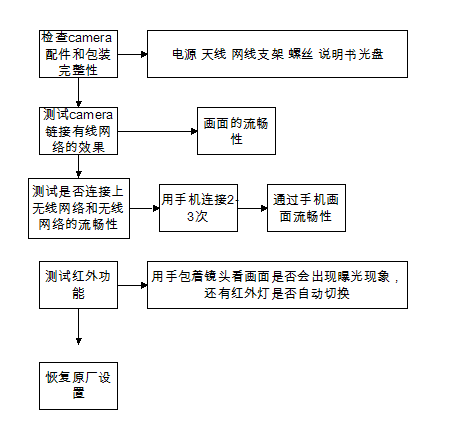 检查camera
配件和包装
完整性
电源 天线 网线支架 螺丝 说明书光盘
测试camera
链接有线网
络的效果
画面的流畅
性
测试是否连接上
无线网络和无线
网络的流畅性
用手机连接2-
3次
通过手机画
面流畅性
测试红外功
能
用手包着镜头看画面是否会出现曝光现象，
还有红外灯是否自动切换
恢复原厂设
置